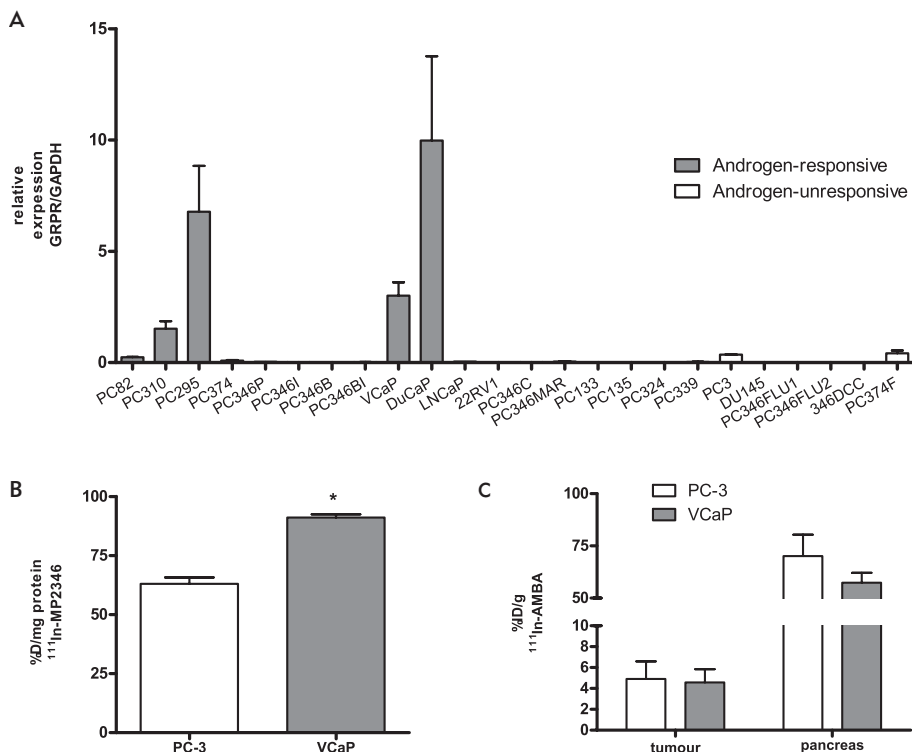 A
15
10
5
0
relative
exrpession
GRPR/GAPDH
Androgen-responsive
Androgen-unresponsive
PC82
PC310
PC295
PC374
PC346P
PC346I
PC346B
PC346BI
VCaP
DuCaP
LNCaP
22RV1
PC346C
PC346MAR
PC133
PC135
PC324
PC339
PC3
DU145
PC346FLU1
PC346FLU2
346DCC
PC374F
B
100
75
50
25
0
%D/mg protein
¹¹¹In-MP2346
*
PC-3
VCaP
C
PC-3
VCaP
100
75
50
10
8
6
4
2
0
%ID/g
¹¹¹In-AMBA
tumour
pancreas